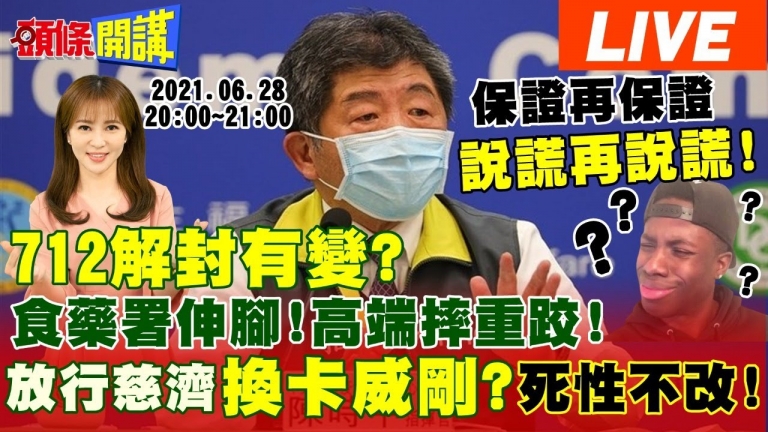 頭條開講
LIVE
2021.06.28
20:00~21:00
保證再保證
說謊再說謊!
? ? ? ?
712解封有變?
食藥署伸腳!高端摔重跤!
放行慈濟換卡威剛?死性不改!